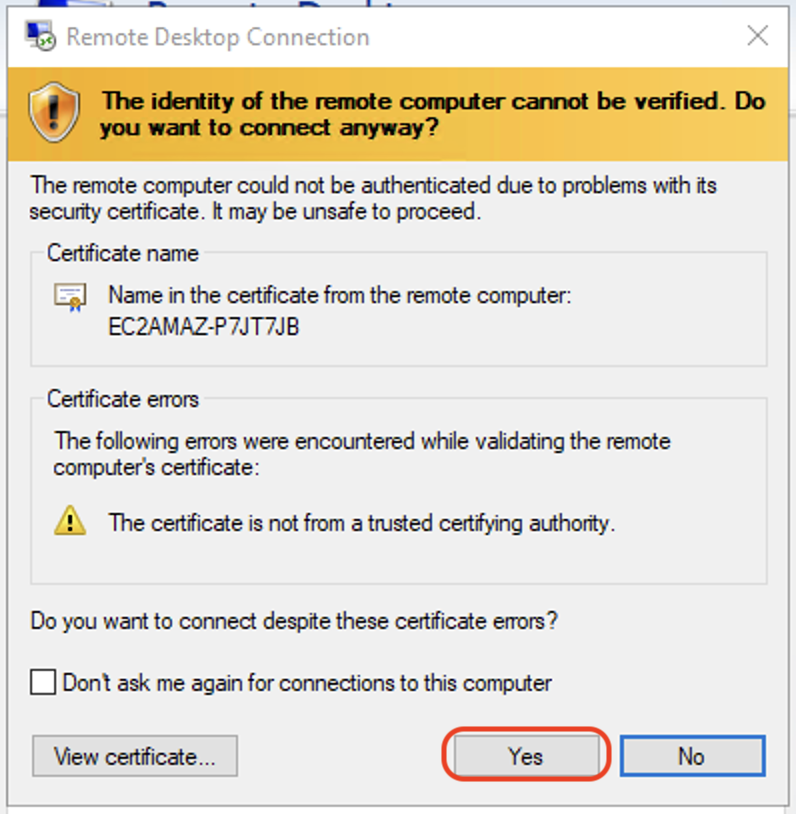 Remote Desktop Connection
The identity of the remote computer cannot be verified. Do
you want to connect anyway?
The remote computer could not be authenticated due to problems with its
security certificate. It may be unsafe to proceed.
Certificate name
Name in the certificate from the remote computer:
EC2AMAZ-P7JT7JB
Certificate errors
The following errors were encountered while validating the remote
computer's certificate:
The certificate is not from a trusted certifying authority.
Do you want to connect despite these certificate errors?
Don't ask me again for connections to this computer
View certificate...
Yes
No